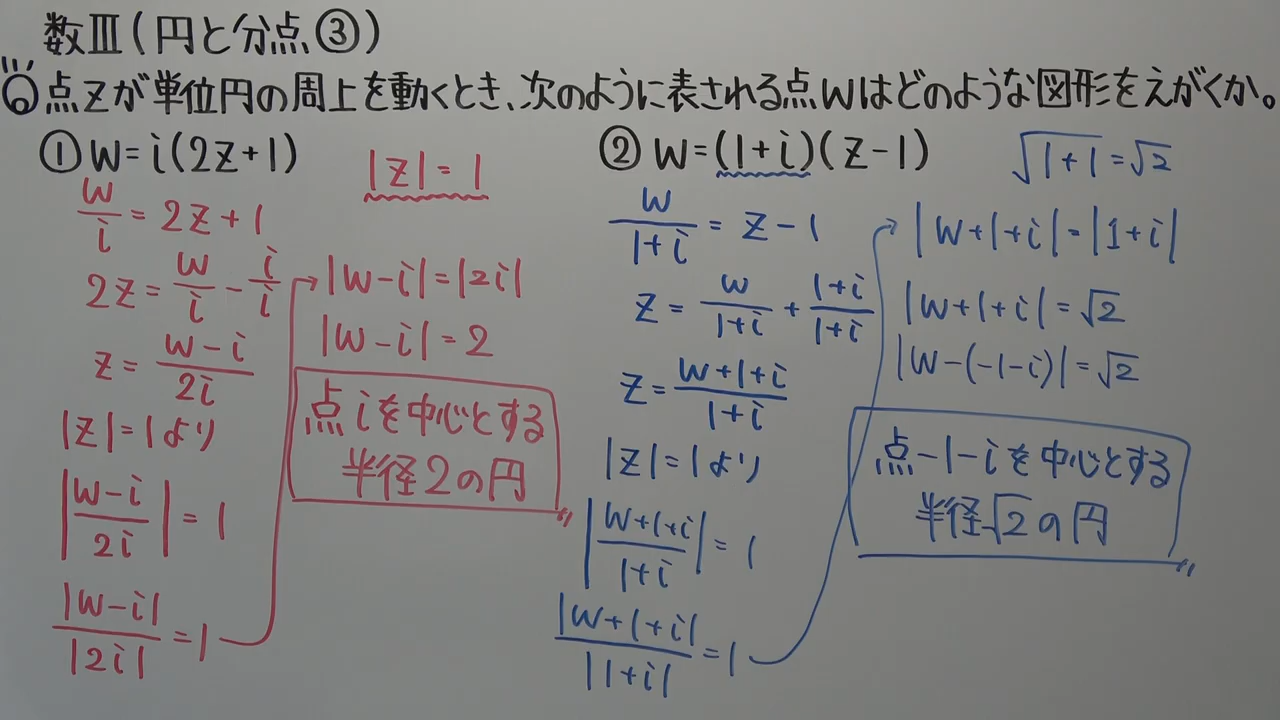 数Ⅲ(円と分点③)
Q 点zが単位円の周上を動くとき、次のように表される点wはどのような図形をえがくか。
① w=i(2z+1)
|z|=1
w/i=2z+1
2z=w/i-i/i
z=(w-i)/2i
|z|=1より
|(w-i)/2i|=1
|w-i|/|2i|=1
|w-i|=|2i|
|w-i|=2
点iを中心とする
半径2の円
② w=(1+i)(z-1)
√1+1=√2
w/(1+i)=z-1
z=w/(1+i)+(1+i)/(1+i)
z=(w+1+i)/(1+i)
|z|=1より
|(w+1+i)/(1+i)|=1
|w+1+i|/|1+i|=1
|w+1+i|=|1+i|
|w+1+i|=√2
|w-(-1-i)|=√2
点-1-iを中心とする
半径√2の円